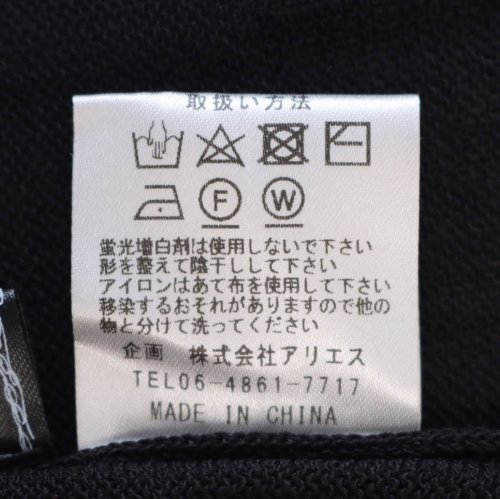 取扱い方法
F W
蛍光増白剤は使用しないで下さい
形を整えて陰干しして下さい
アイロンはあて布を使用して下さい
移染するおそれがありますので他の
物と分けて洗ってください
企画 株式会社アリエス
TEL06-4861-7717
MADE IN CHINA